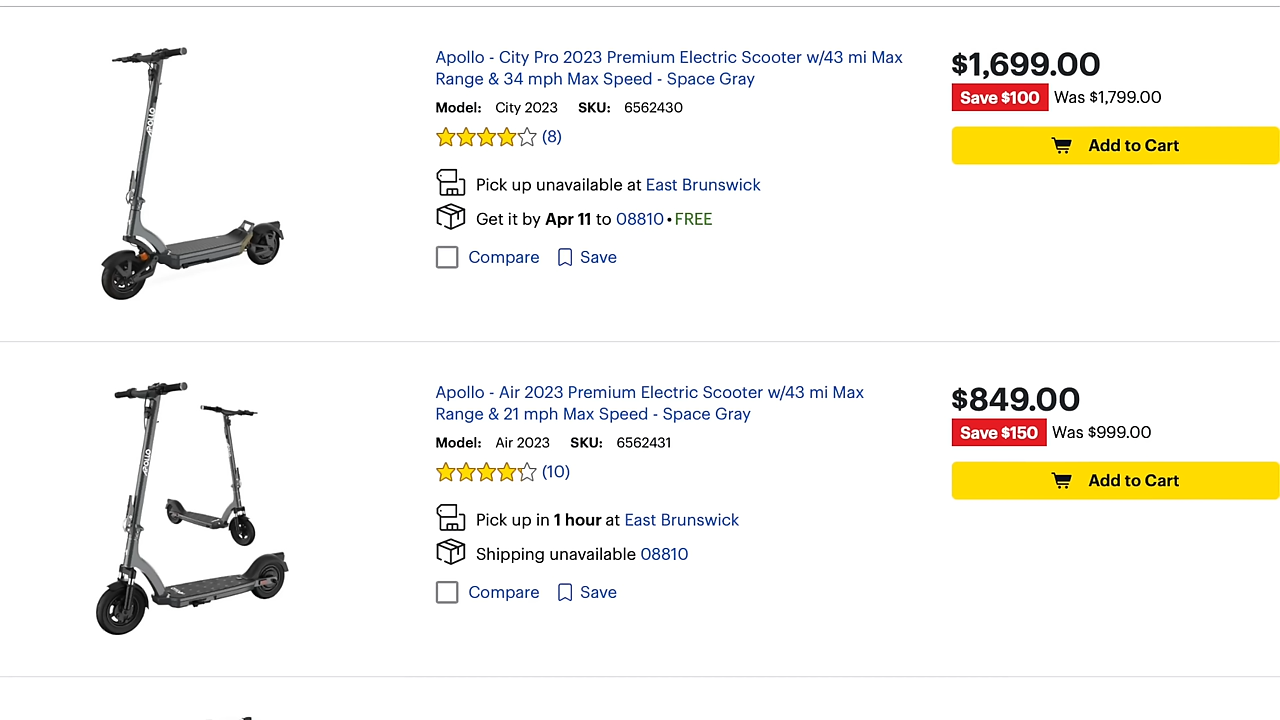 Apollo - City Pro 2023 Premium Electric Scooter w/43 mi Max
Range & 34 mph Max Speed - Space Gray
Model: City 2023 SKU: 6562430
(8)
Pick up unavailable at East Brunswick
Get it by Apr 11 to 08810 • FREE
Compare Save
$1,699.00
Save $100 Was $1,799.00
Add to Cart
APOLLO
Apollo - Air 2023 Premium Electric Scooter w/43 mi Max
Range & 21 mph Max Speed - Space Gray
Model: Air 2023 SKU: 6562431
(10)
Pick up in 1 hour at East Brunswick
Shipping unavailable 08810
Compare Save
$849.00
Save $150 Was $999.00
Add to Cart
APOLLO